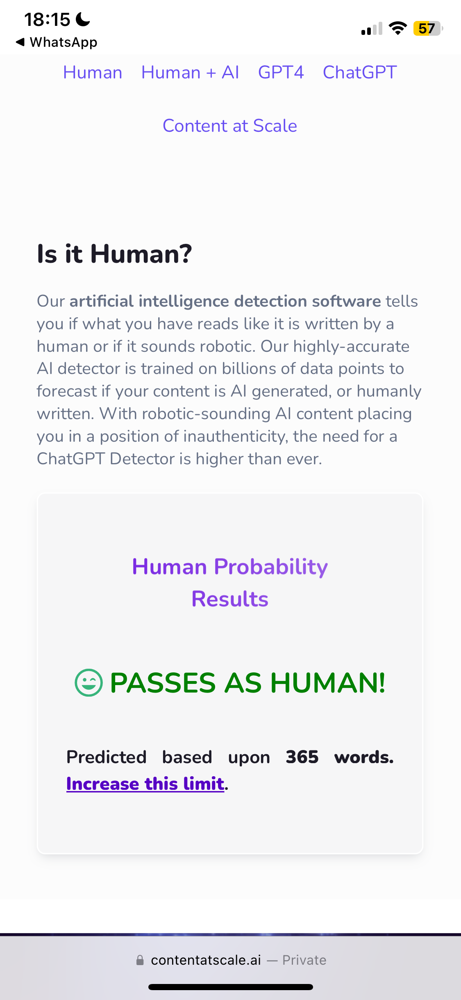 18:15
57
WhatsApp
Human Human + AI GPT4 ChatGPT
Content at Scale
Is it Human?
Our artificial intelligence detection software tells
you if what you have reads like it is written by a
human or if it sounds robotic. Our highly-accurate
AI detector is trained on billions of data points to
forecast if your content is AI generated, or humanly
written. With robotic-sounding AI content placing
you in a position of inauthenticity, the need for a
ChatGPT Detector is higher than ever.
Human Probability
Results
PASSES AS HUMAN!
Predicted based upon 365 words.
Increase this limit.
contentatscale.ai — Private